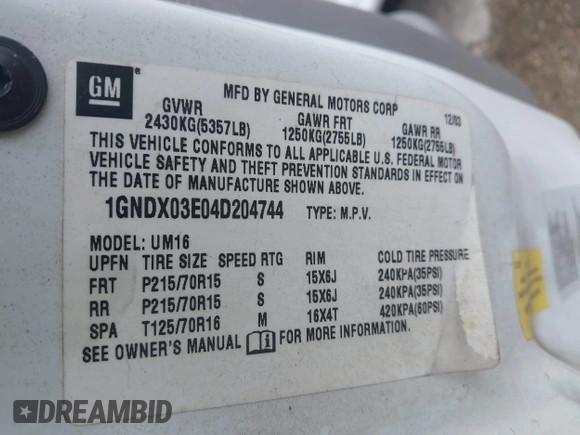 GM
®
MFD BY GENERAL MOTORS CORP
12/03
GVWR GAWR FRT GAWR RR
2430KG(5357LB) 1250KG(2755LB) 1250KG(2755LB)
THIS VEHICLE CONFORMS TO ALL APPLICABLE U.S. FEDERAL MOTOR
VEHICLE SAFETY AND THEFT PREVENTION STANDARDS IN EFFECT ON
THE DATE OF MANUFACTURE SHOWN ABOVE.
1GNDX03E04D204744 TYPE: M.P.V.
MODEL: UM16
UPFN TIRE SIZE SPEED RTG RIM COLD TIRE PRESSURE
FRT P215/70R15 S 15X6J 240KPA(35PSI)
RR P215/70R15 S 15X6J 240KPA(35PSI)
SPA T125/70R16 M 16X4T 420KPA(60PSI)
SEE OWNER'S MANUAL FOR MORE INFORMATION
DREAMBID